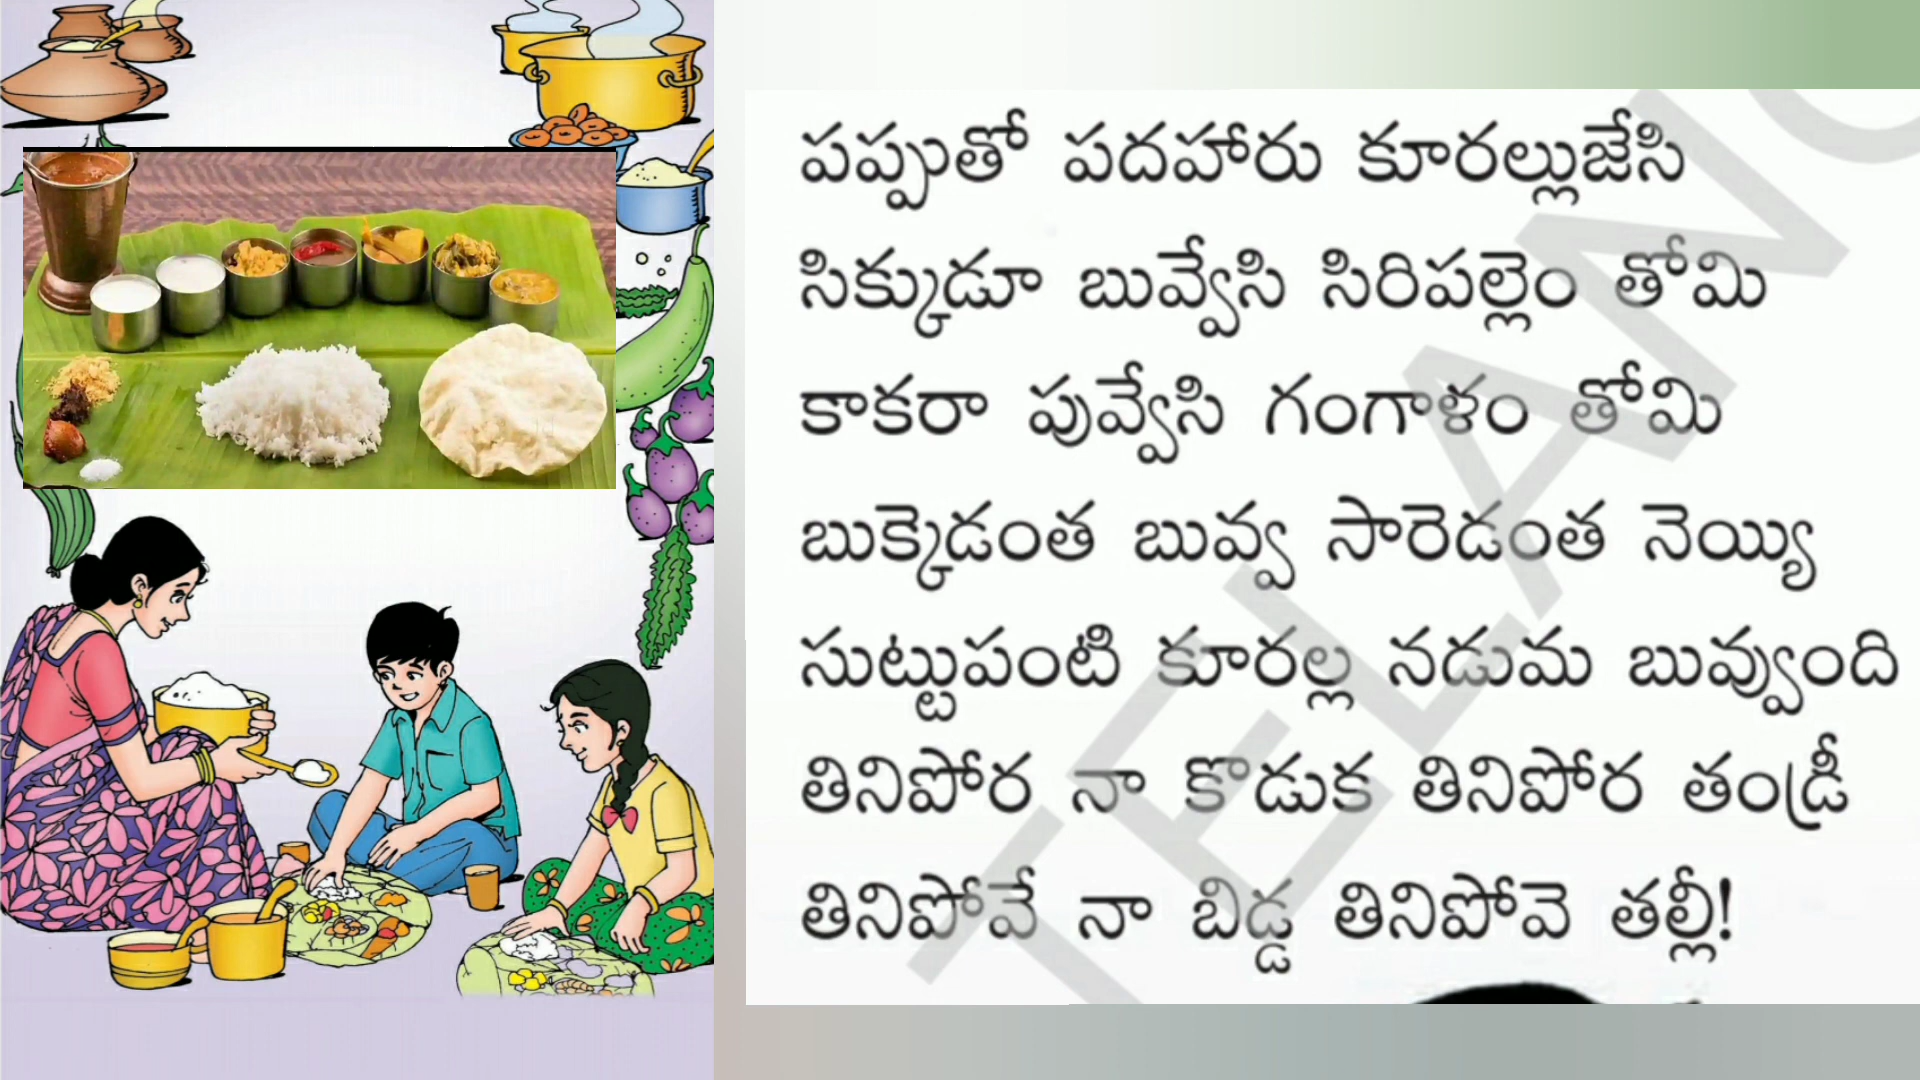 పప్పుతో పదహారు కూరల్లుజేసి
సిక్కుడూ బువ్వేసి సిరిపల్లెం తోమి
కాకరా పువ్వేసి గంగాళం తోమి
బుక్కెడంత బువ్వ సారెడంత నెయ్యి
సుట్టుపంటి కూరల్ల నడుమ బువ్వుంది
తినిపోర నా కొడుక తినిపోర తండ్రీ
తినిపోవే నా బిడ్డ తినిపోవె తల్లీ!